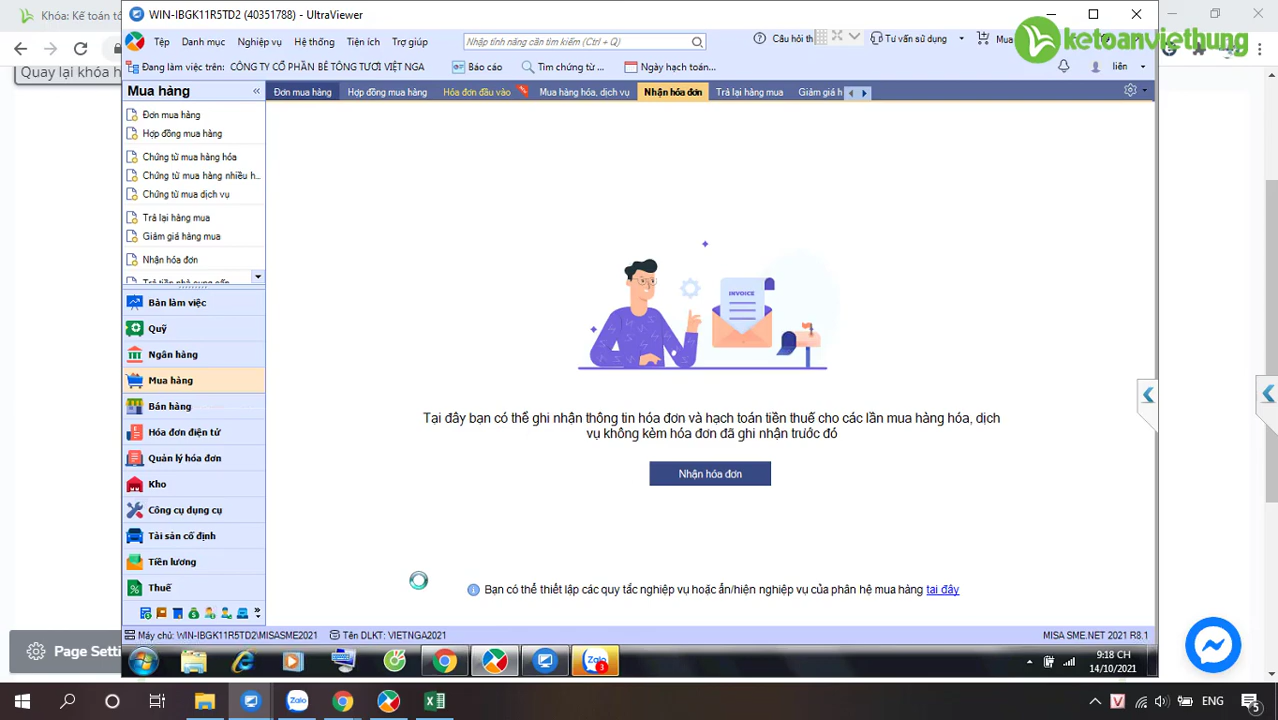 Khóa: Kế toán tổ
WIN-IBGK11R5TD2 (40351788) - UltraViewer
Tệp Danh mục Nghiệp vụ Hệ thống Tiện ích Trợ giúp
Nhập tính năng cần tìm kiếm (Ctrl + Q)
Câu hỏi th
Tư vấn sử dụng
Mua
ketoanviethung
Quay lại khóa h
Đang làm việc trên: CÔNG TY CỔ PHẦN BÊ TÔNG TƯƠI VIỆT NGA
Báo cáo
Tìm chứng từ ...
Ngày hạch toán...
liên
Mua hàng
Đơn mua hàng Hợp đồng mua hàng Hóa đơn đầu vào Mua hàng hóa, dịch vụ Nhận hóa đơn Trả lại hàng mua Giảm giá h
Đơn mua hàng
Hợp đồng mua hàng
Chứng từ mua hàng hóa
Chứng từ mua hàng nhiều h...
Chứng từ mua dịch vụ
Trả lại hàng mua
Giảm giá hàng mua
Nhận hóa đơn
Trả tiền nhà cung cấp
Bàn làm việc
Quỹ
Ngân hàng
Mua hàng
Bán hàng
Hóa đơn điện tử
Quản lý hóa đơn
Kho
Công cụ dụng cụ
Tài sản cố định
Tiền lương
Thuế
INVOICE
Tại đây bạn có thể ghi nhận thông tin hóa đơn và hạch toán tiền thuế cho các lần mua hàng hóa, dịch
vụ không kèm hóa đơn đã ghi nhận trước đó
Nhận hóa đơn
Bạn có thể thiết lập các quy tắc nghiệp vụ hoặc ẩn/hiện nghiệp vụ của phân hệ mua hàng tại đây
Máy chủ: WIN-IBGK11R5TD2\MISASME2021
Tên DLKT: VIETNGA2021
MISA SME.NET 2021 R8.1
Page Setti
Zalo
3
9:18 CH
14/10/2021
Zalo
V
ENG
5